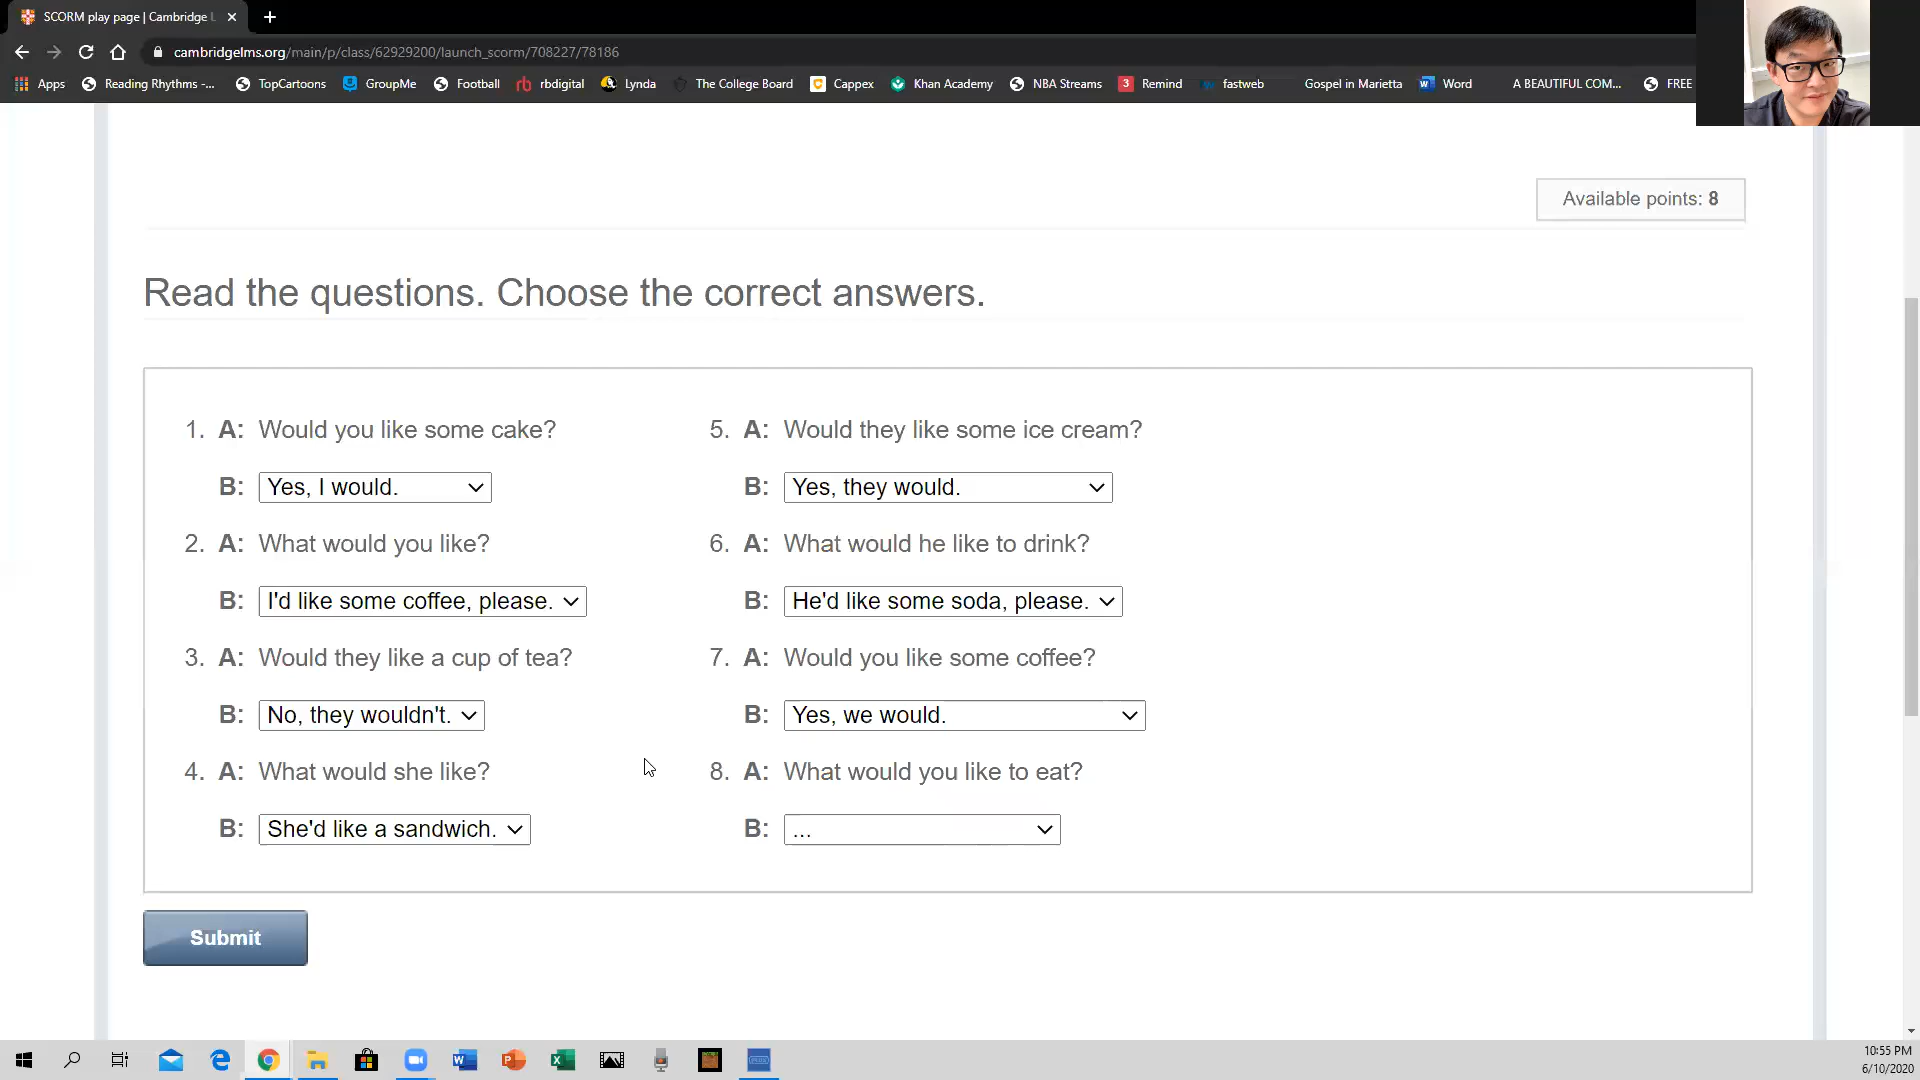 SCORM play page | Cambridge L
cambridgelms.org/main/p/class/62929200/launch_scorm/708227/78186
Apps Reading Rhythms -... TopCartoons GroupMe Football rbdigital Lynda The College Board Cappex Khan Academy NBA Streams 3 Remind fastweb Gospel in Marietta Word A BEAUTIFUL COM... FREE
Available points: 8
Read the questions. Choose the correct answers.
1. A: Would you like some cake?
B: Yes, I would.
2. A: What would you like?
B: I'd like some coffee, please.
3. A: Would they like a cup of tea?
B: No, they wouldn't.
4. A: What would she like?
B: She'd like a sandwich.
5. A: Would they like some ice cream?
B: Yes, they would.
6. A: What would he like to drink?
B: He'd like some soda, please.
7. A: Would you like some coffee?
B: Yes, we would.
8. A: What would you like to eat?
B: ...
Submit
10:55 PM
6/10/2020